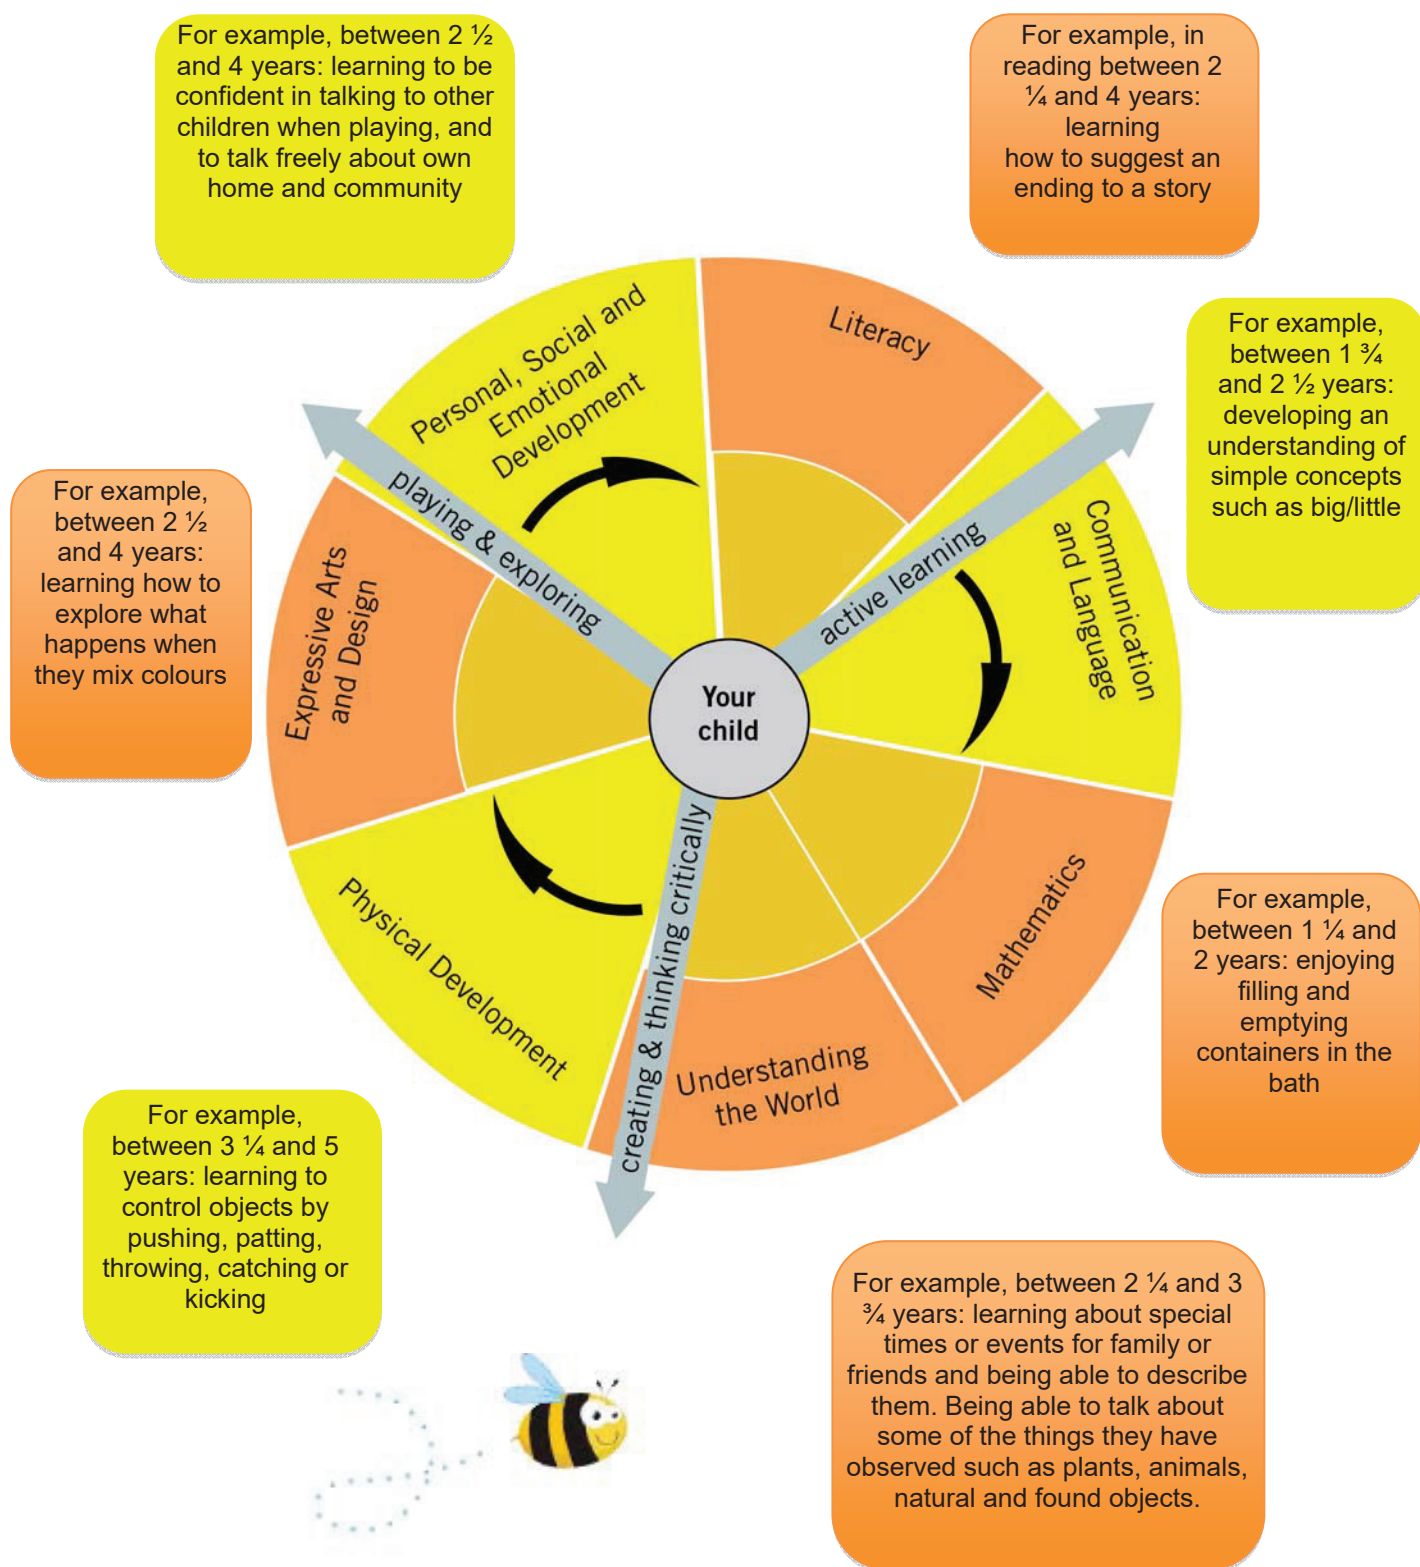 For example, between 2 ½
and 4 years: learning to be
confident in talking to other
children when playing, and
to talk freely about own
home and community
For example, in
reading between 2
¼ and 4 years:
learning
how to suggest an
ending to a story
For example,
between 1 ¾
and 2 ½ years:
developing an
understanding of
simple concepts
such as big/little
For example,
between 2 ½
and 4 years:
learning how to
explore what
happens when
they mix colours
Personal, Social and
Emotional
Development
Literacy
Communication
and Language
playing & exploring
active learning
Expressive Arts
and Design
Your
child
creating & thinking critically
Physical Development
Mathematics
Understanding
the World
For example,
between 1 ¼ and
2 years: enjoying
filling and
emptying
containers in the
bath
For example,
between 3 ¼ and 5
years: learning to
control objects by
pushing, patting,
throwing, catching or
kicking
For example, between 2 ¼ and 3
¾ years: learning about special
times or events for family or
friends and being able to describe
them. Being able to talk about
some of the things they have
observed such as plants, animals,
natural and found objects.